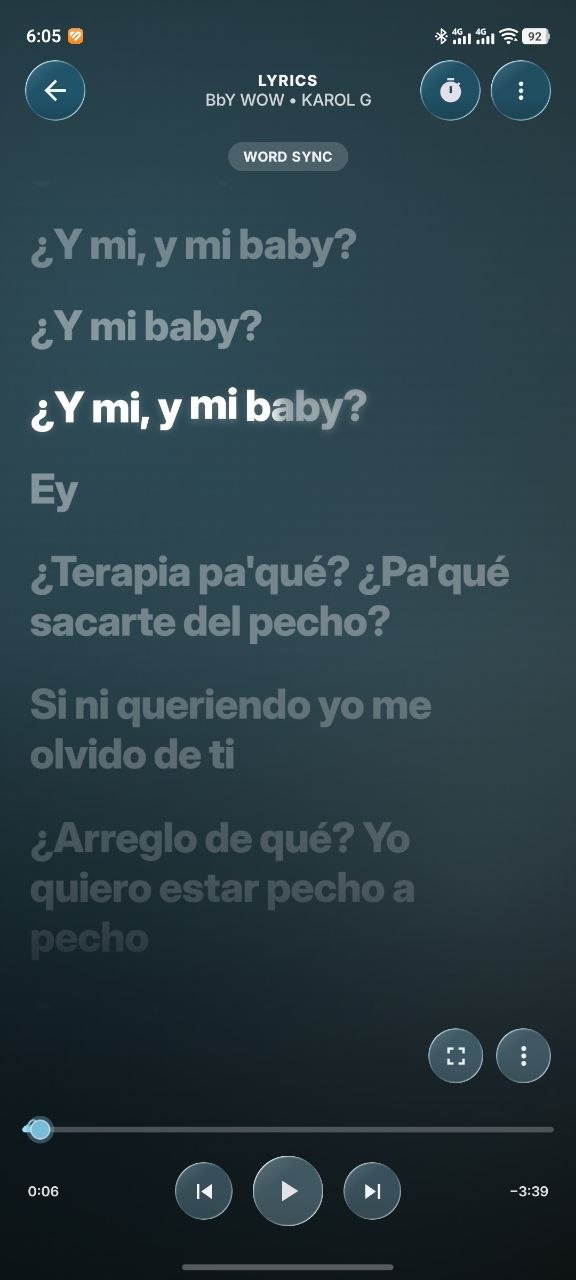 6:05
4G 4G 92
LYRICS
BbY WOW • KAROL G
WORD SYNC
¿Y mi, y mi baby?
¿Y mi baby?
¿Y mi, y mi baby?
Ey
¿Terapia pa'qué? ¿Pa'qué
sacarte del pecho?
Si ni queriendo yo me
olvido de ti
¿Arreglo de qué? Yo
quiero estar pecho a
pecho
0:06
−3:39